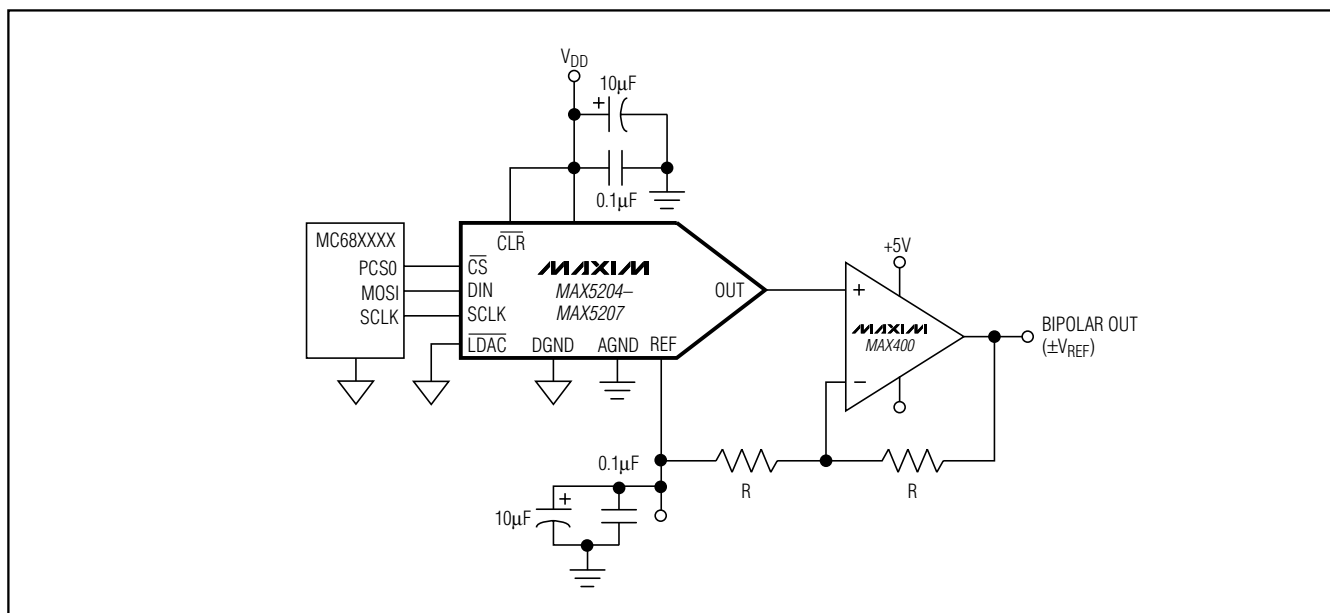 V_DD
10µF
+
0.1µF
MC68XXXX
PCS0
MOSI
SCLK
CLR
CS
DIN
SCLK
LDAC
MAXIM
MAX5204–
MAX5207
DGND
AGND
REF
OUT
+5V
+
−
MAXIM
MAX400
BIPOLAR OUT
(±V_REF)
R
R
0.1µF
+
10µF